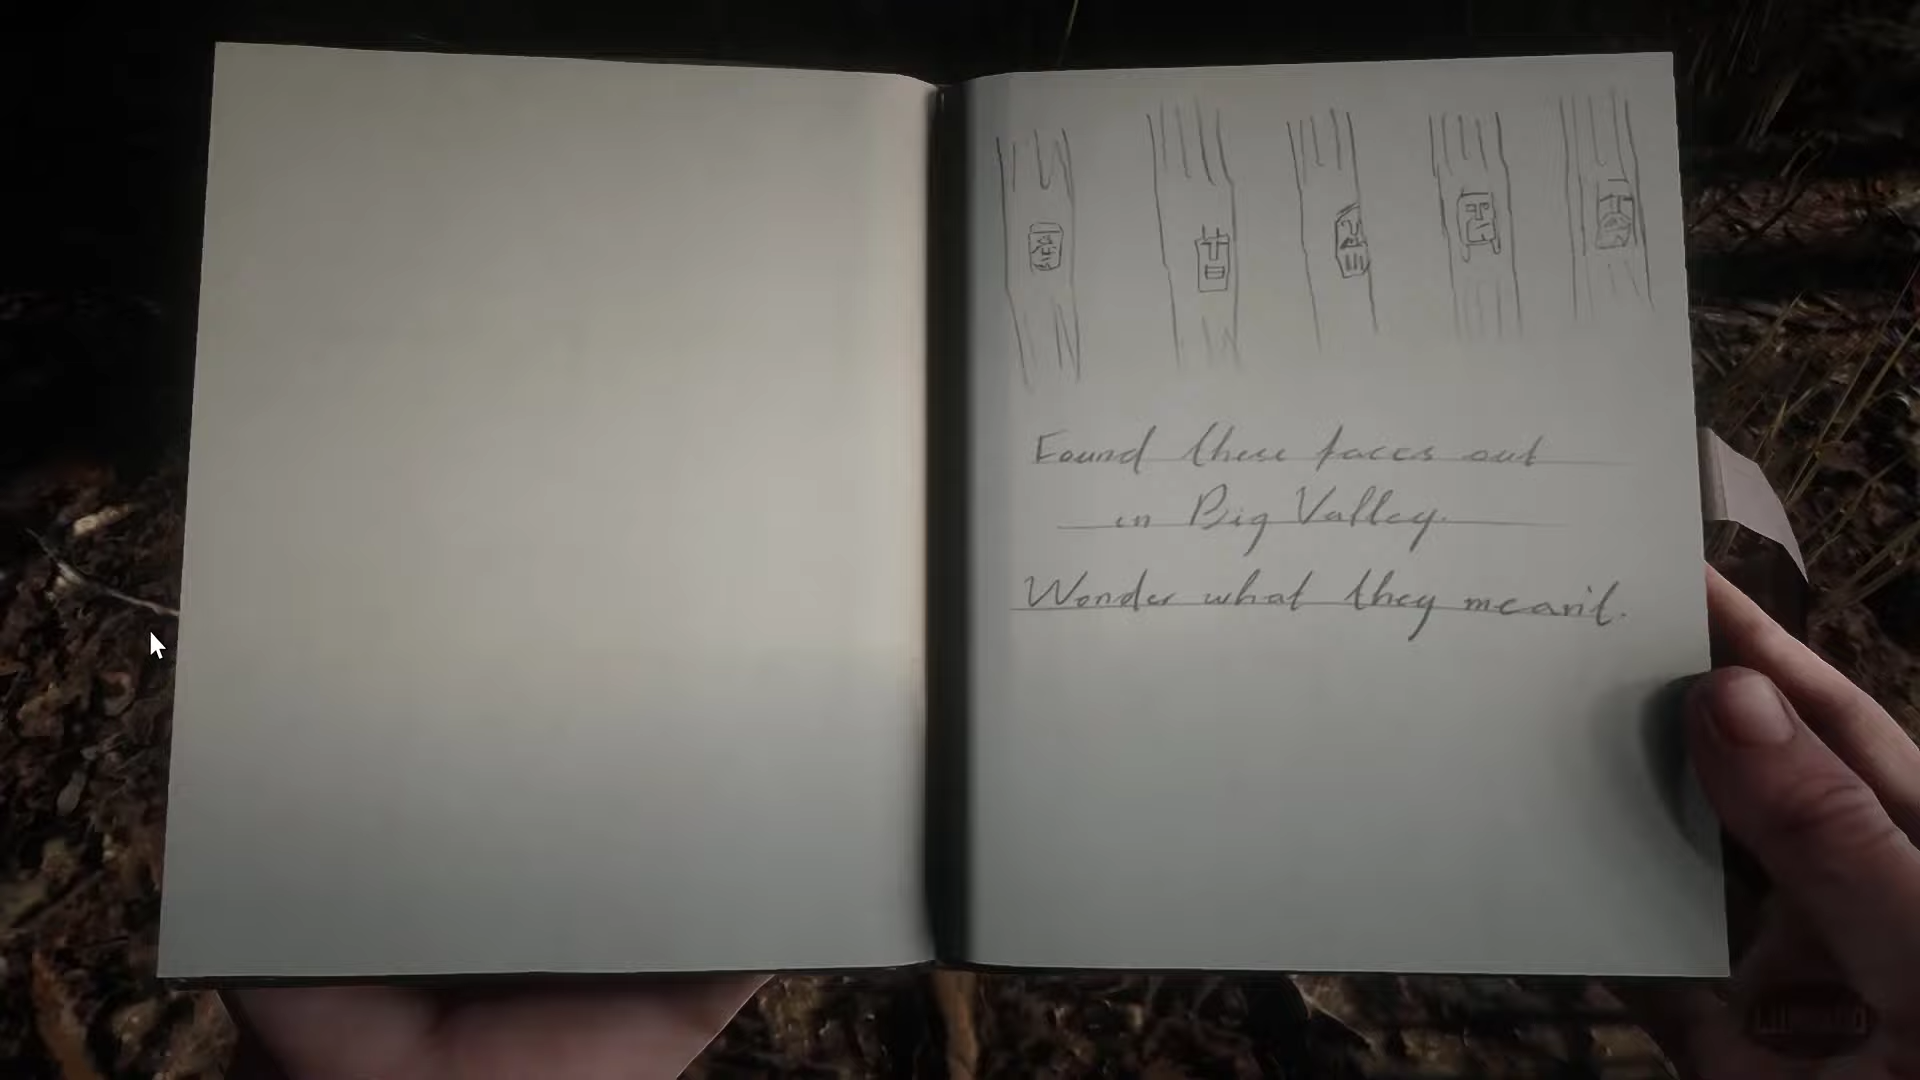 Found these faces out
in Big Valley.
Wonder what they meant.